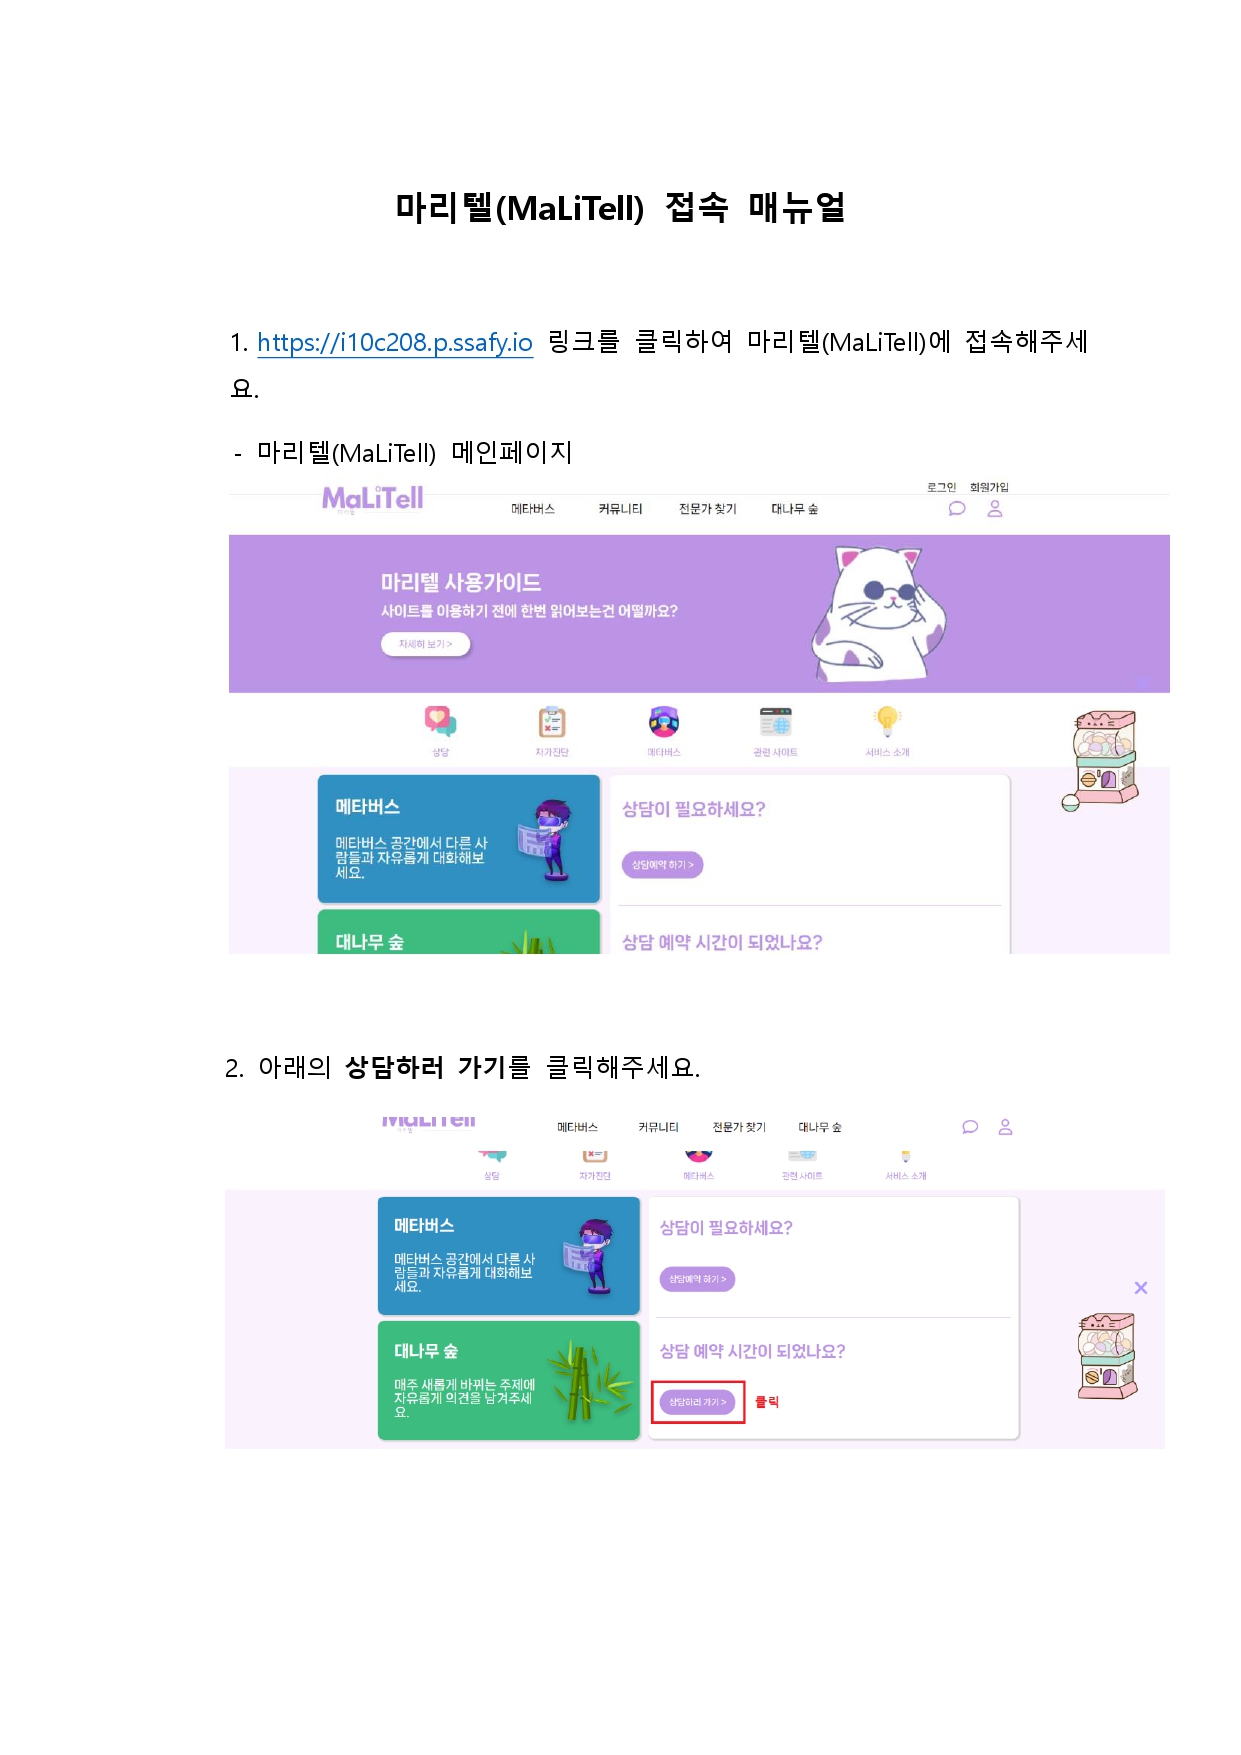 마리텔(MaLiTell) 접속 매뉴얼
1. https://i10c208.p.ssafy.io 링크를 클릭하여 마리텔(MaLiTell)에 접속해주세
요.
- 마리텔(MaLiTell) 메인페이지
로그인 회원가입
MaLiTell
마리텔
메타버스 커뮤니티 전문가 찾기 대나무 숲
마리텔 사용가이드
사이트를 이용하기 전에 한번 읽어보는건 어떨까요?
자세히 보기 >
상담 자가진단 메타버스 관련 사이트 서비스 소개
메타버스
메타버스 공간에서 다른 사
람들과 자유롭게 대화해보
세요.
상담이 필요하세요?
상담예약 하기 >
대나무 숲
상담 예약 시간이 되었나요?
2. 아래의 상담하러 가기를 클릭해주세요.
MaLiTell
마리텔
메타버스 커뮤니티 전문가 찾기 대나무 숲
상담 자가진단 메타버스 관련 사이트 서비스 소개
메타버스
메타버스 공간에서 다른 사
람들과 자유롭게 대화해보
세요.
상담이 필요하세요?
상담예약 하기 >
대나무 숲
매주 새롭게 바뀌는 주제에
자유롭게 의견을 남겨주세
요.
상담 예약 시간이 되었나요?
상담하러 가기 >
클릭